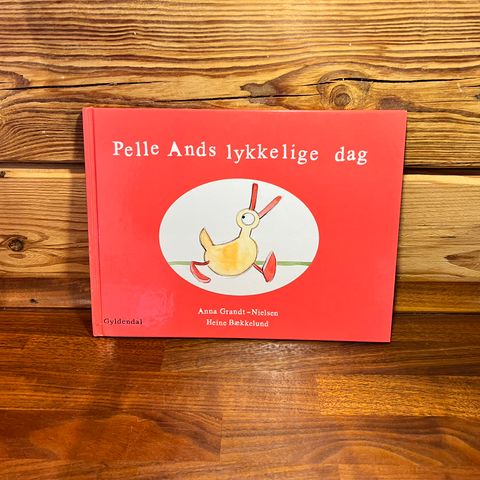 Pelle Ands lykkelige dag
Anna Grandt-Nielsen
Heine Bækkelund
Gyldendal